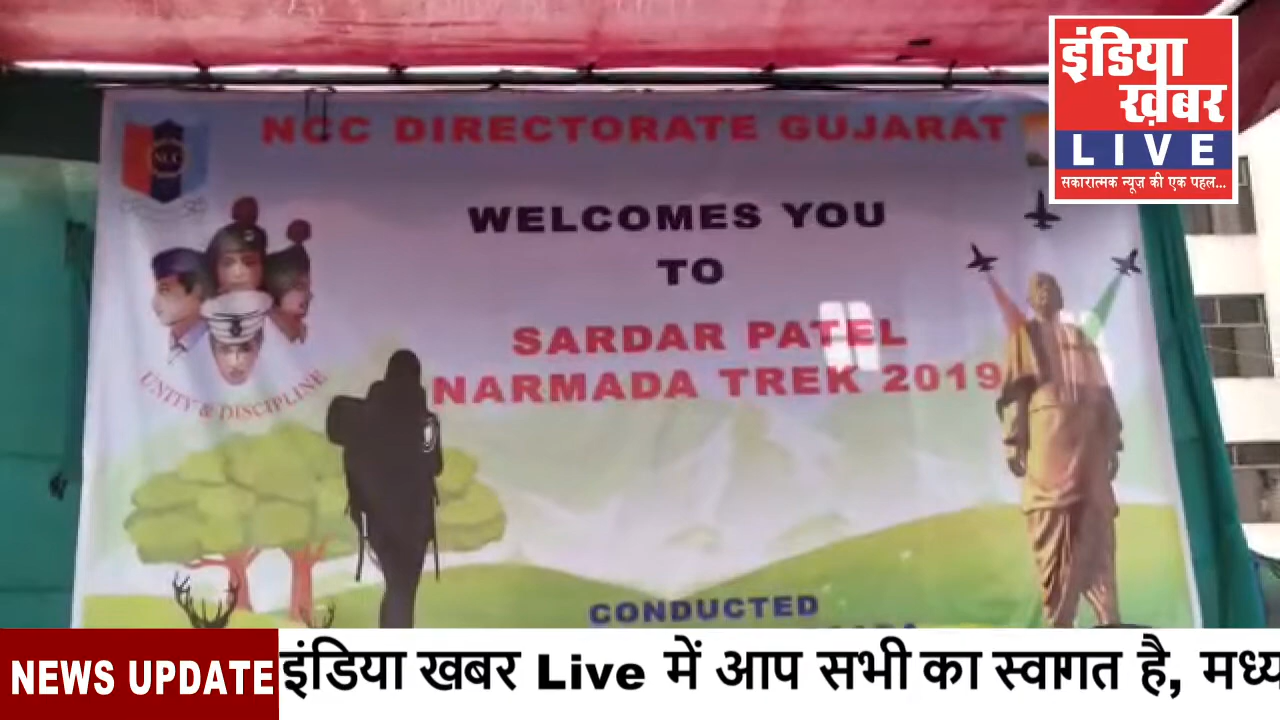 NCC DIRECTORATE GUJARAT
NCC
WELCOMES YOU
TO
SARDAR PATEL
NARMADA TREK 2019
UNITY & DISCIPLINE
CONDUCTED
इंडिया
ख़बर
LIVE
सकारात्मक न्यूज़ की एक पहल...
NEWS UPDATE
इंडिया खबर Live में आप सभी का स्वागत है, मध्य